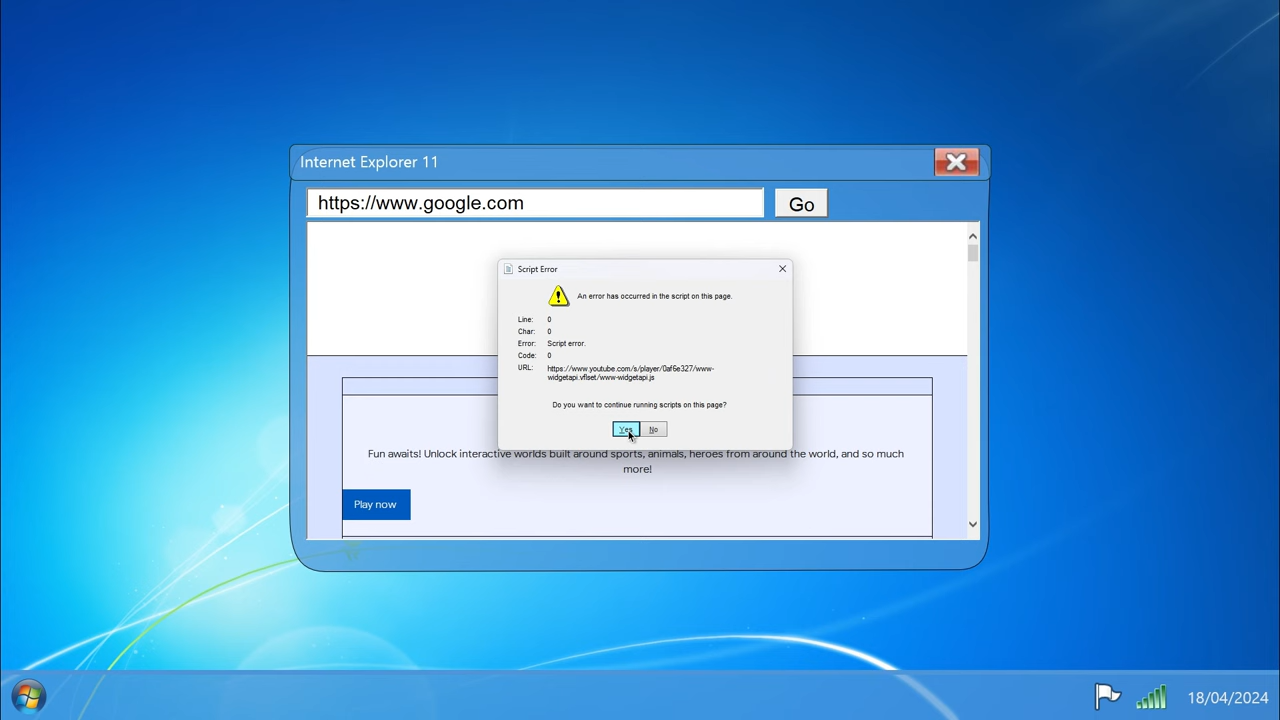 Internet Explorer 11
https://www.google.com
Go
Script Error
An error has occurred in the script on this page.
Line: 0
Char: 0
Error: Script error.
Code: 0
URL: https://www.youtube.com/s/player/0af6e327/www-
widgetapi.vflset/www-widgetapi.js
Do you want to continue running scripts on this page?
Yes No
Fun awaits! Unlock interactive worlds built around sports, animals, heroes from around the world, and so much
more!
Play now
18/04/2024